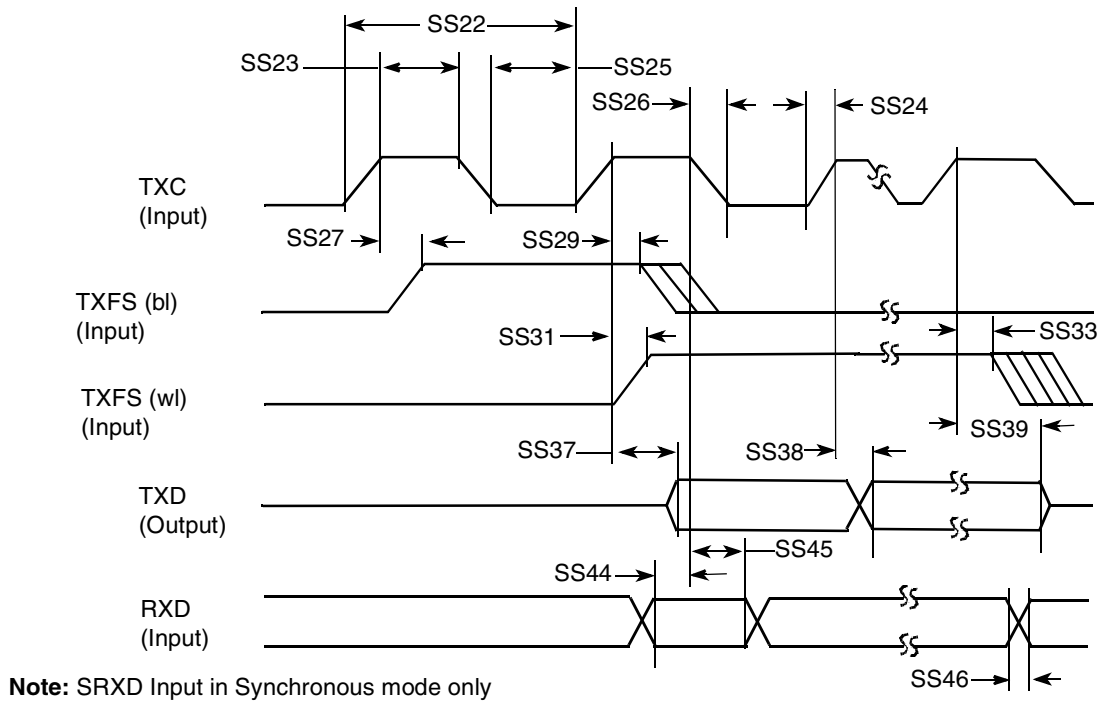 SS22
SS23
SS25
SS26
SS24
TXC
(Input)
SS27
SS29
TXFS (bl)
(Input)
SS31
SS33
TXFS (wl)
(Input)
SS39
SS37
SS38
TXD
(Output)
SS45
SS44
RXD
(Input)
SS46
Note: SRXD Input in Synchronous mode only